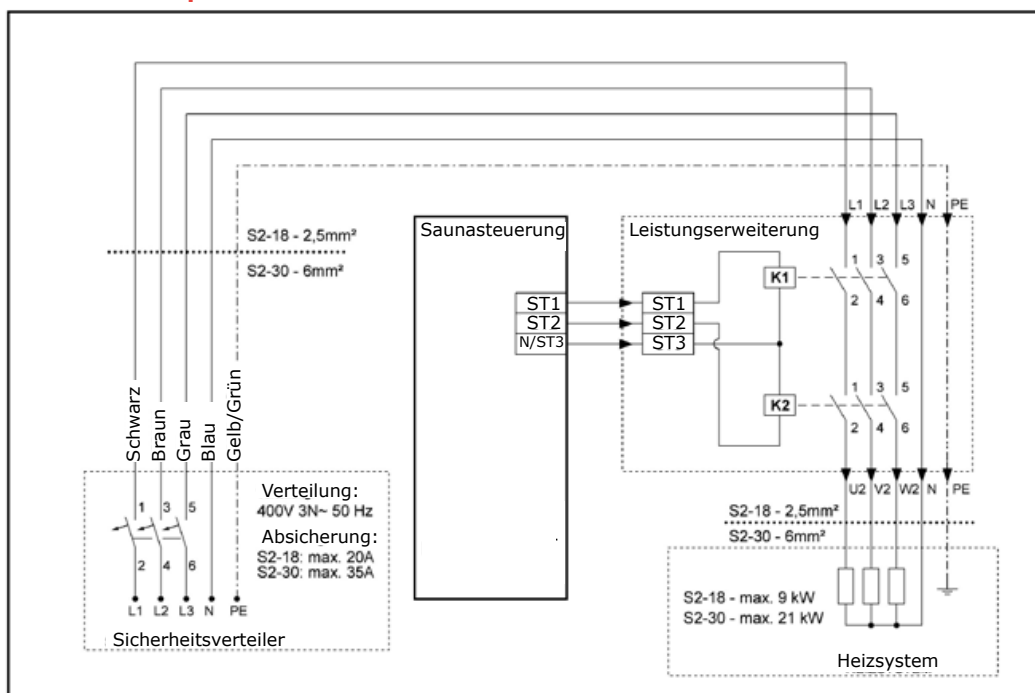 L1 L2 L3 N PE
S2-18 - 2,5mm²
S2-30 - 6mm²
Saunasteuerung
ST1
ST2
N/ST3
Leistungserweiterung
ST1
ST2
ST3
K1
1 3 5
2 4 6
K2
1 3 5
2 4 6
U2 V2 W2 N PE
Schwarz
Braun
Grau
Blau
Gelb/Grün
Verteilung:
400V 3N~ 50 Hz
Absicherung:
S2-18: max. 20A
S2-30: max. 35A
1 3 5
2 4 6
L1 L2 L3 N PE
Sicherheitsverteiler
S2-18 - 2,5mm²
S2-30 - 6mm²
S2-18 - max. 9 kW
S2-30 - max. 21 kW
Heizsystem